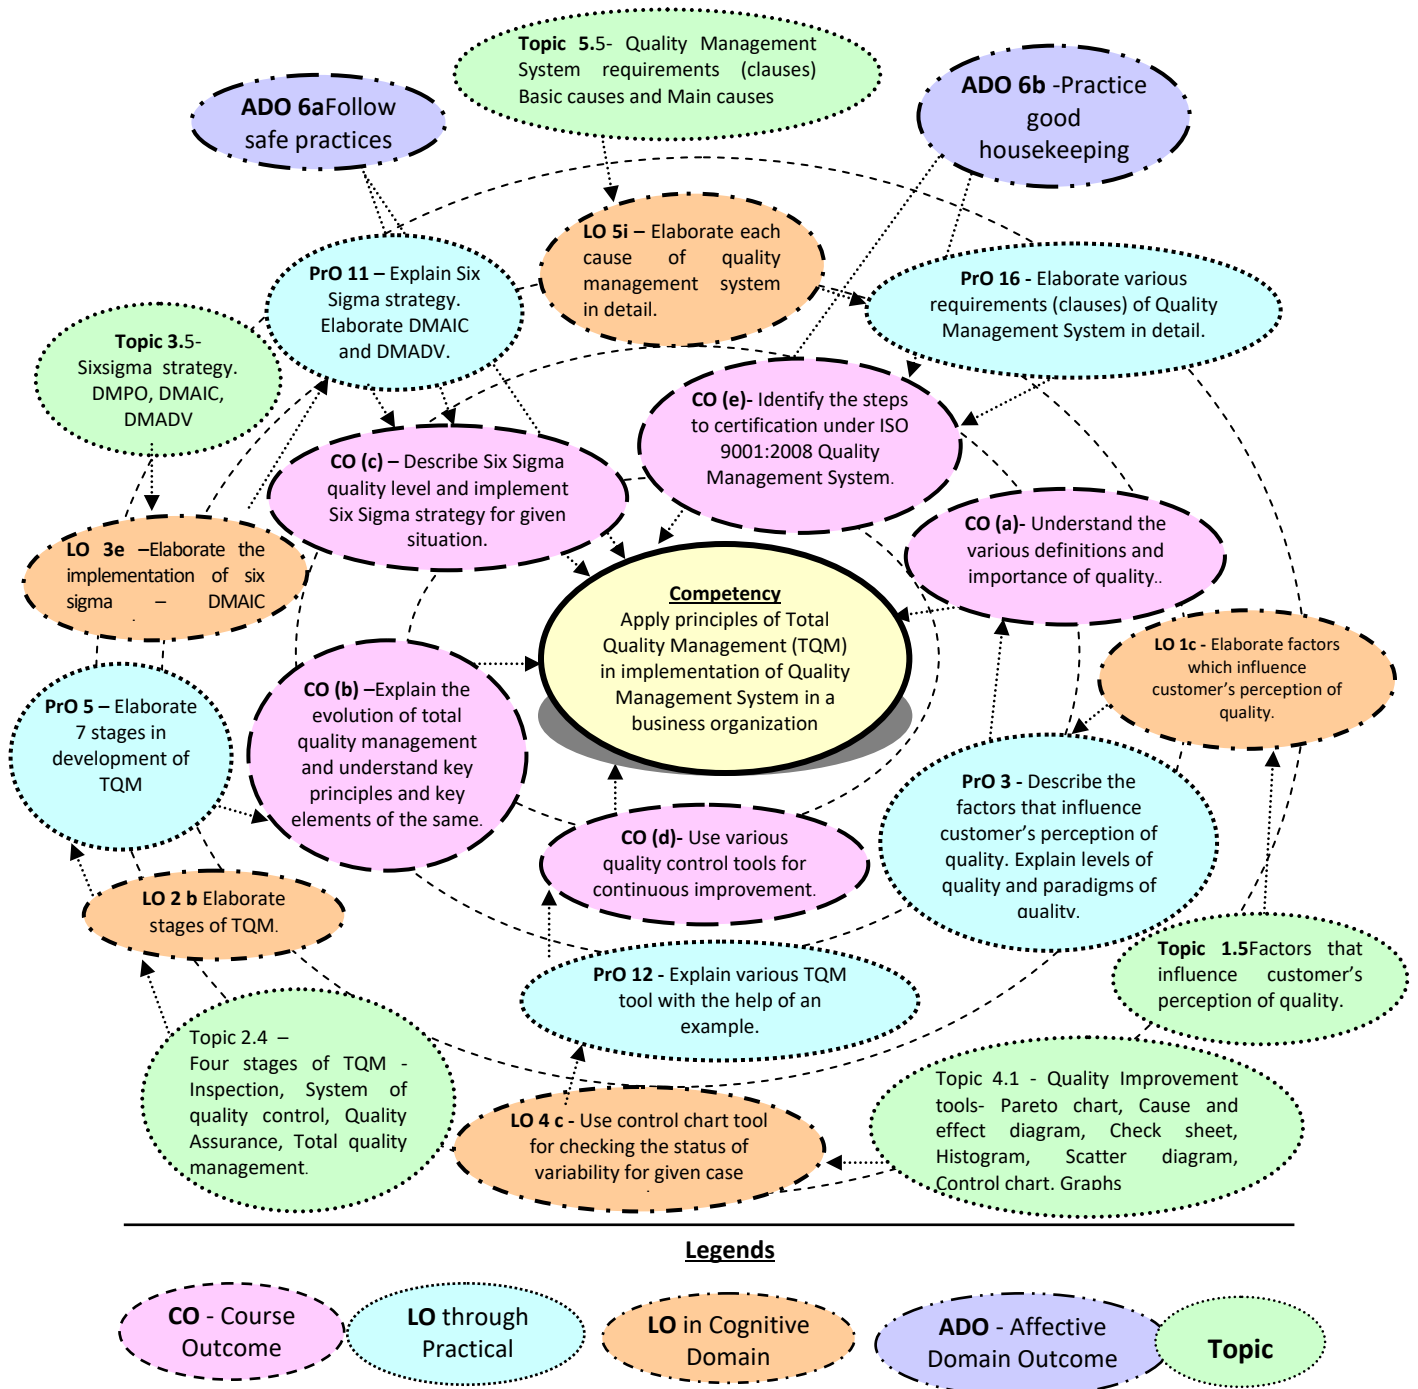 Topic 5.5- Quality Management
System requirements (clauses)
Basic causes and Main causes
ADO 6aFollow
safe practices
ADO 6b -Practice
good
housekeeping
LO 5i – Elaborate each
cause of quality
management system
in detail.
PrO 11 – Explain Six
Sigma strategy.
Elaborate DMAIC
and DMADV.
PrO 16 - Elaborate various
requirements (clauses) of Quality
Management System in detail.
Topic 3.5-
Sixsigma strategy.
DMPO, DMAIC,
DMADV
CO (e)- Identify the steps
to certification under ISO
9001:2008 Quality
Management System.
CO (c) – Describe Six Sigma
quality level and implement
Six Sigma strategy for given
situation.
CO (a)- Understand the
various definitions and
importance of quality..
LO 3e –Elaborate the
implementation of six
sigma – DMAIC
.
Competency
Apply principles of Total
Quality Management (TQM)
in implementation of Quality
Management System in a
business organization
LO 1c - Elaborate factors
which influence
customer’s perception of
quality.
PrO 5 – Elaborate
7 stages in
development of
TQM
CO (b) –Explain the
evolution of total
quality management
and understand key
principles and key
elements of the same.
PrO 3 - Describe the
factors that influence
customer’s perception of
quality. Explain levels of
quality and paradigms of
quality.
CO (d)- Use various
quality control tools for
continuous improvement.
LO 2 b Elaborate
stages of TQM.
Topic 1.5Factors that
influence customer’s
perception of quality.
PrO 12 - Explain various TQM
tool with the help of an
example.
Topic 2.4 –
Four stages of TQM -
Inspection, System of
quality control, Quality
Assurance, Total quality
management.
LO 4 c - Use control chart tool
for checking the status of
variability for given case
.
Topic 4.1 - Quality Improvement
tools- Pareto chart, Cause and
effect diagram, Check sheet,
Histogram, Scatter diagram,
Control chart. Graphs
Legends
CO - Course
Outcome
LO through
Practical
LO in Cognitive
Domain
ADO - Affective
Domain Outcome
Topic